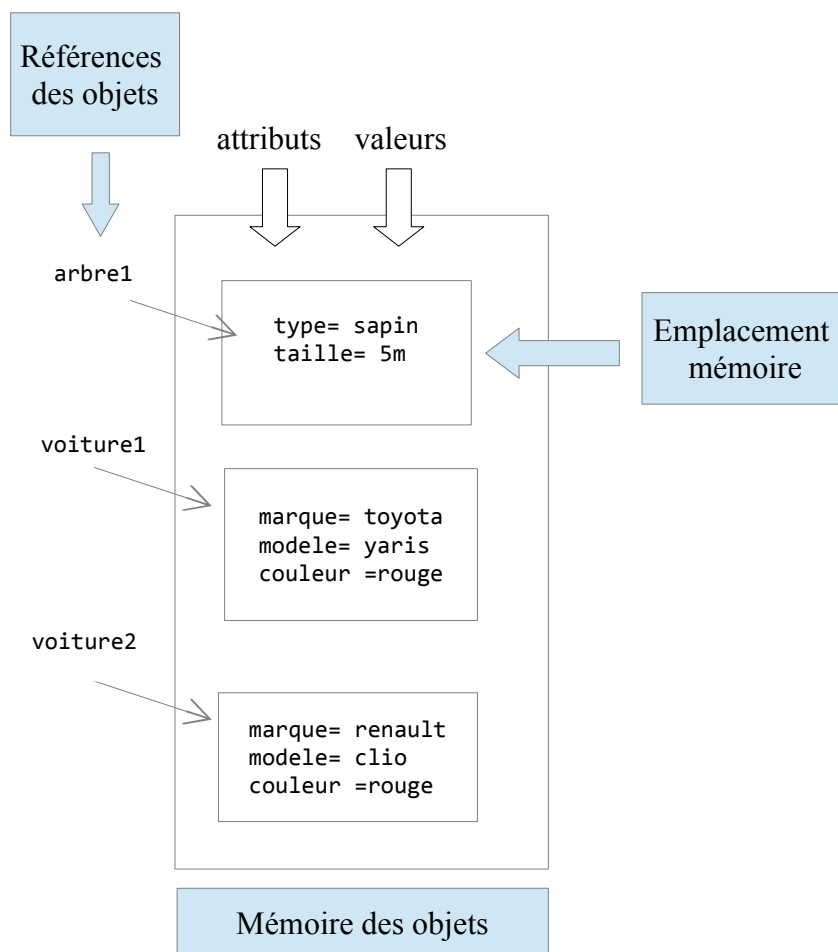 Références
des objets
attributs
valeurs
arbre1
type= sapin
taille= 5m
Emplacement
mémoire
voiture1
marque= toyota
modele= yaris
couleur =rouge
voiture2
marque= renault
modele= clio
couleur =rouge
Mémoire des objets